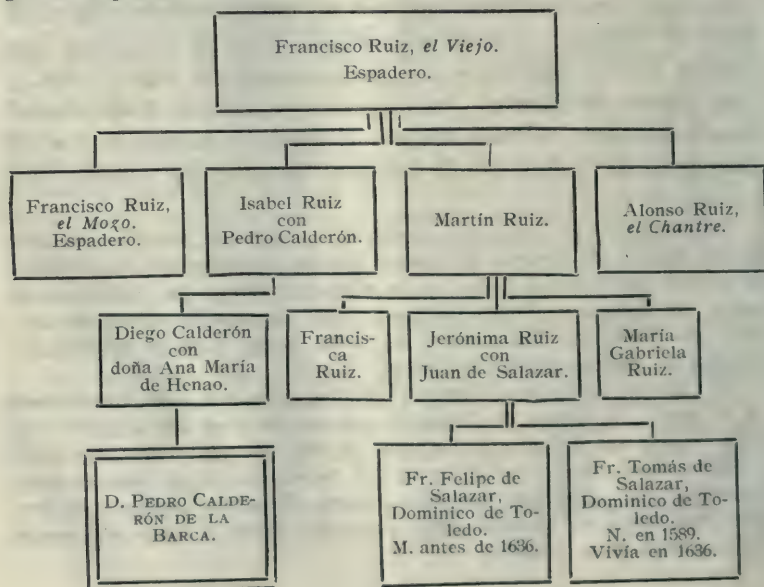 Francisco Ruiz, el Viejo.
Espadero.
Francisco Ruiz,
el Mozo.
Espadero.
Isabel Ruiz
con
Pedro Calderón.
Martín Ruiz.
Alonso Ruiz,
el Chantre.
Diego Calderón
con
doña Ana María
de Henao.
Francis-
ca
Ruiz.
Jerónima Ruiz
con
Juan de Salazar.
María
Gabriela
Ruiz.
D. PEDRO CALDE-
RÓN DE LA
BARCA.
Fr. Felipe de
Salazar,
Dominico de To-
ledo.
M. antes de 1636.
Fr. Tomás de
Salazar,
Dominico de To-
ledo.
N. en 1589.
Vivía en 1636.